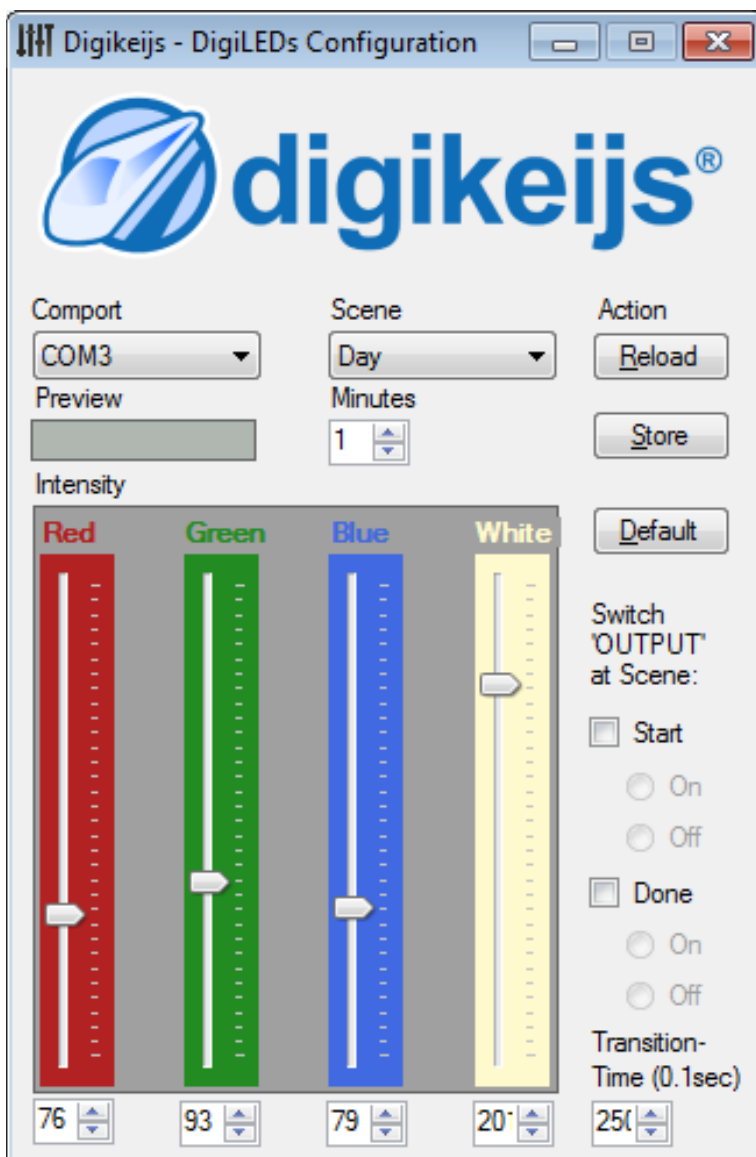 Digikeijs - DigiLEDs Configuration
digikeijs®
Comport
Scene
Action
COM3
Day
Reload
Preview
Minutes
1
Store
Intensity
Red
Green
Blue
White
Default
Switch
'OUTPUT'
at Scene:
Start
On
Off
Done
On
Off
Transition-
Time (0.1sec)
76
93
79